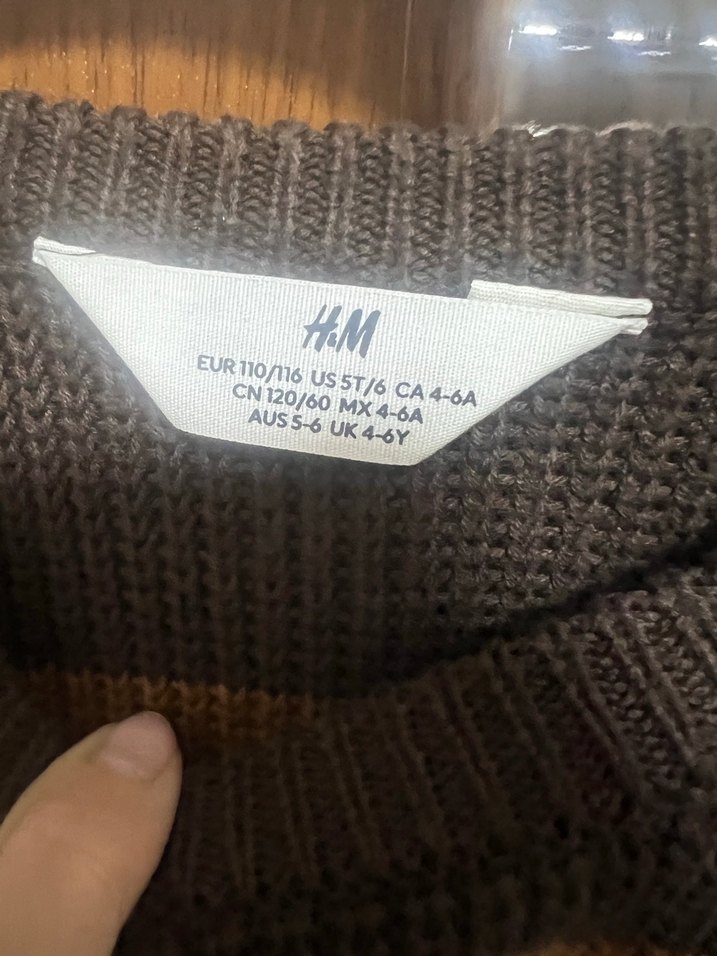 H&M
EUR 110/116 US 5T/6 CA 4-6A
CN 120/60 MX 4-6A
AUS 5-6 UK 4-6Y